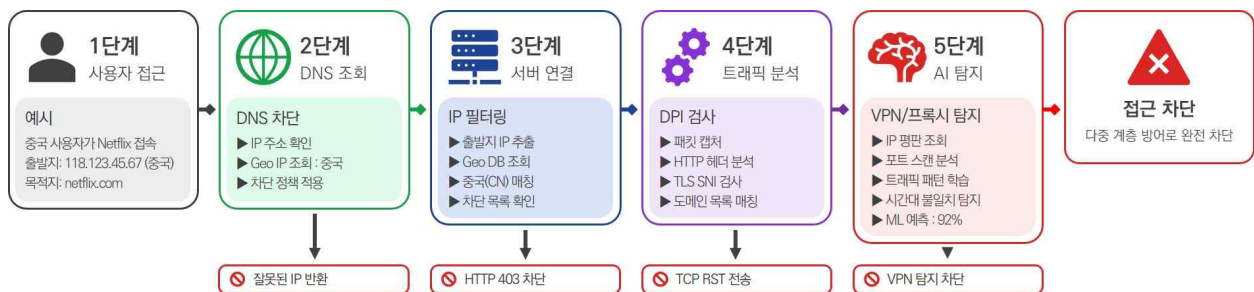 1단계
사용자 접근
예시
중국 사용자가 Netflix 접속
출발지: 118.123.45.67 (중국)
목적지: netflix.com
2단계
DNS 조회
DNS 차단
▶ IP 주소 확인
▶ Geo IP 조회 : 중국
▶ 차단 정책 적용
잘못된 IP 반환
3단계
서버 연결
IP 필터링
▶ 출발지 IP 추출
▶ Geo DB 조회
▶ 중국(CN) 매칭
▶ 차단 목록 확인
HTTP 403 차단
4단계
트래픽 분석
DPI 검사
▶ 패킷 캡처
▶ HTTP 헤더 분석
▶ TLS SNI 검사
▶ 도메인 목록 매칭
TCP RST 전송
5단계
AI 탐지
VPN/프록시 탐지
▶ IP 평판 조회
▶ 포트 스캔 분석
▶ 트래픽 패턴 학습
▶ 시간대 불일치 탐지
▶ ML 예측 : 92%
VPN 탐지 차단
접근 차단
다중 계층 방어로 완전 차단